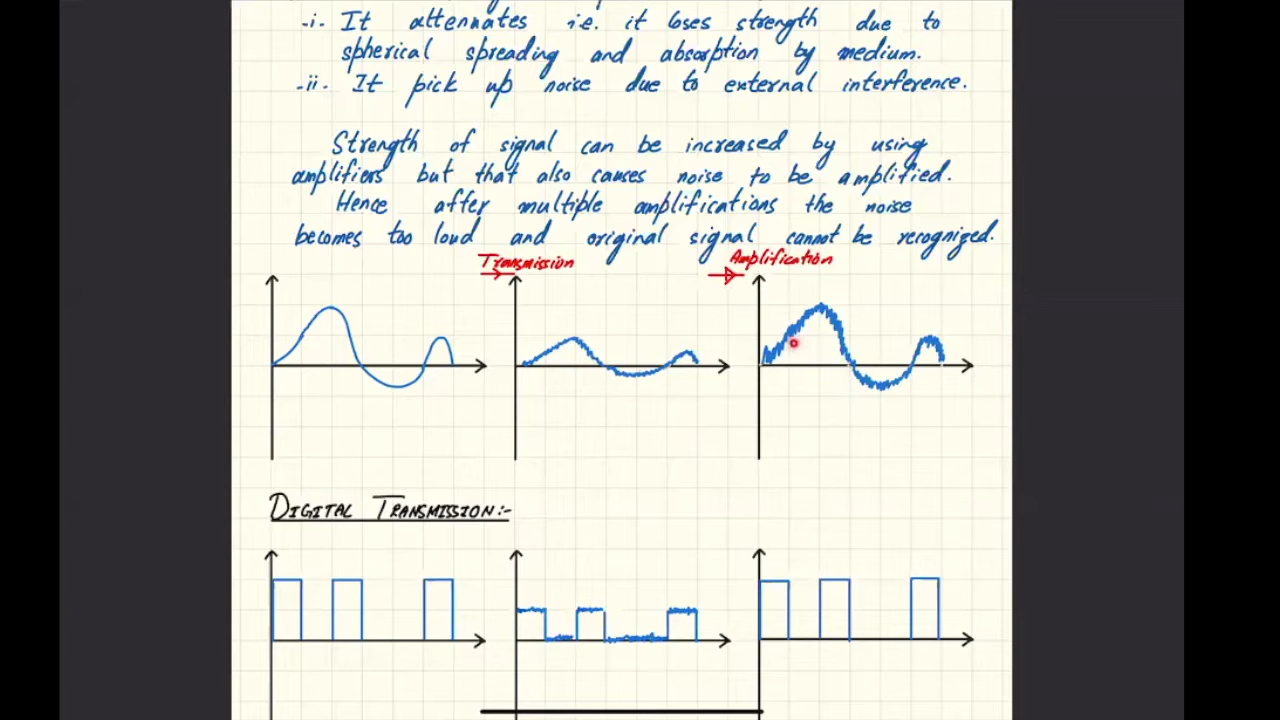 -i. It attenuates i.e. it loses strength due to
spherical spreading and absorption by medium.
-ii- It pick up noise due to external interference.
Strength of signal can be increased by using
amplifiers but that also causes noise to be amplified.
Hence after multiple amplifications the noise
becomes too loud and original signal cannot be recognized.
Transmission
Amplification
DIGITAL TRANSMISSION:-